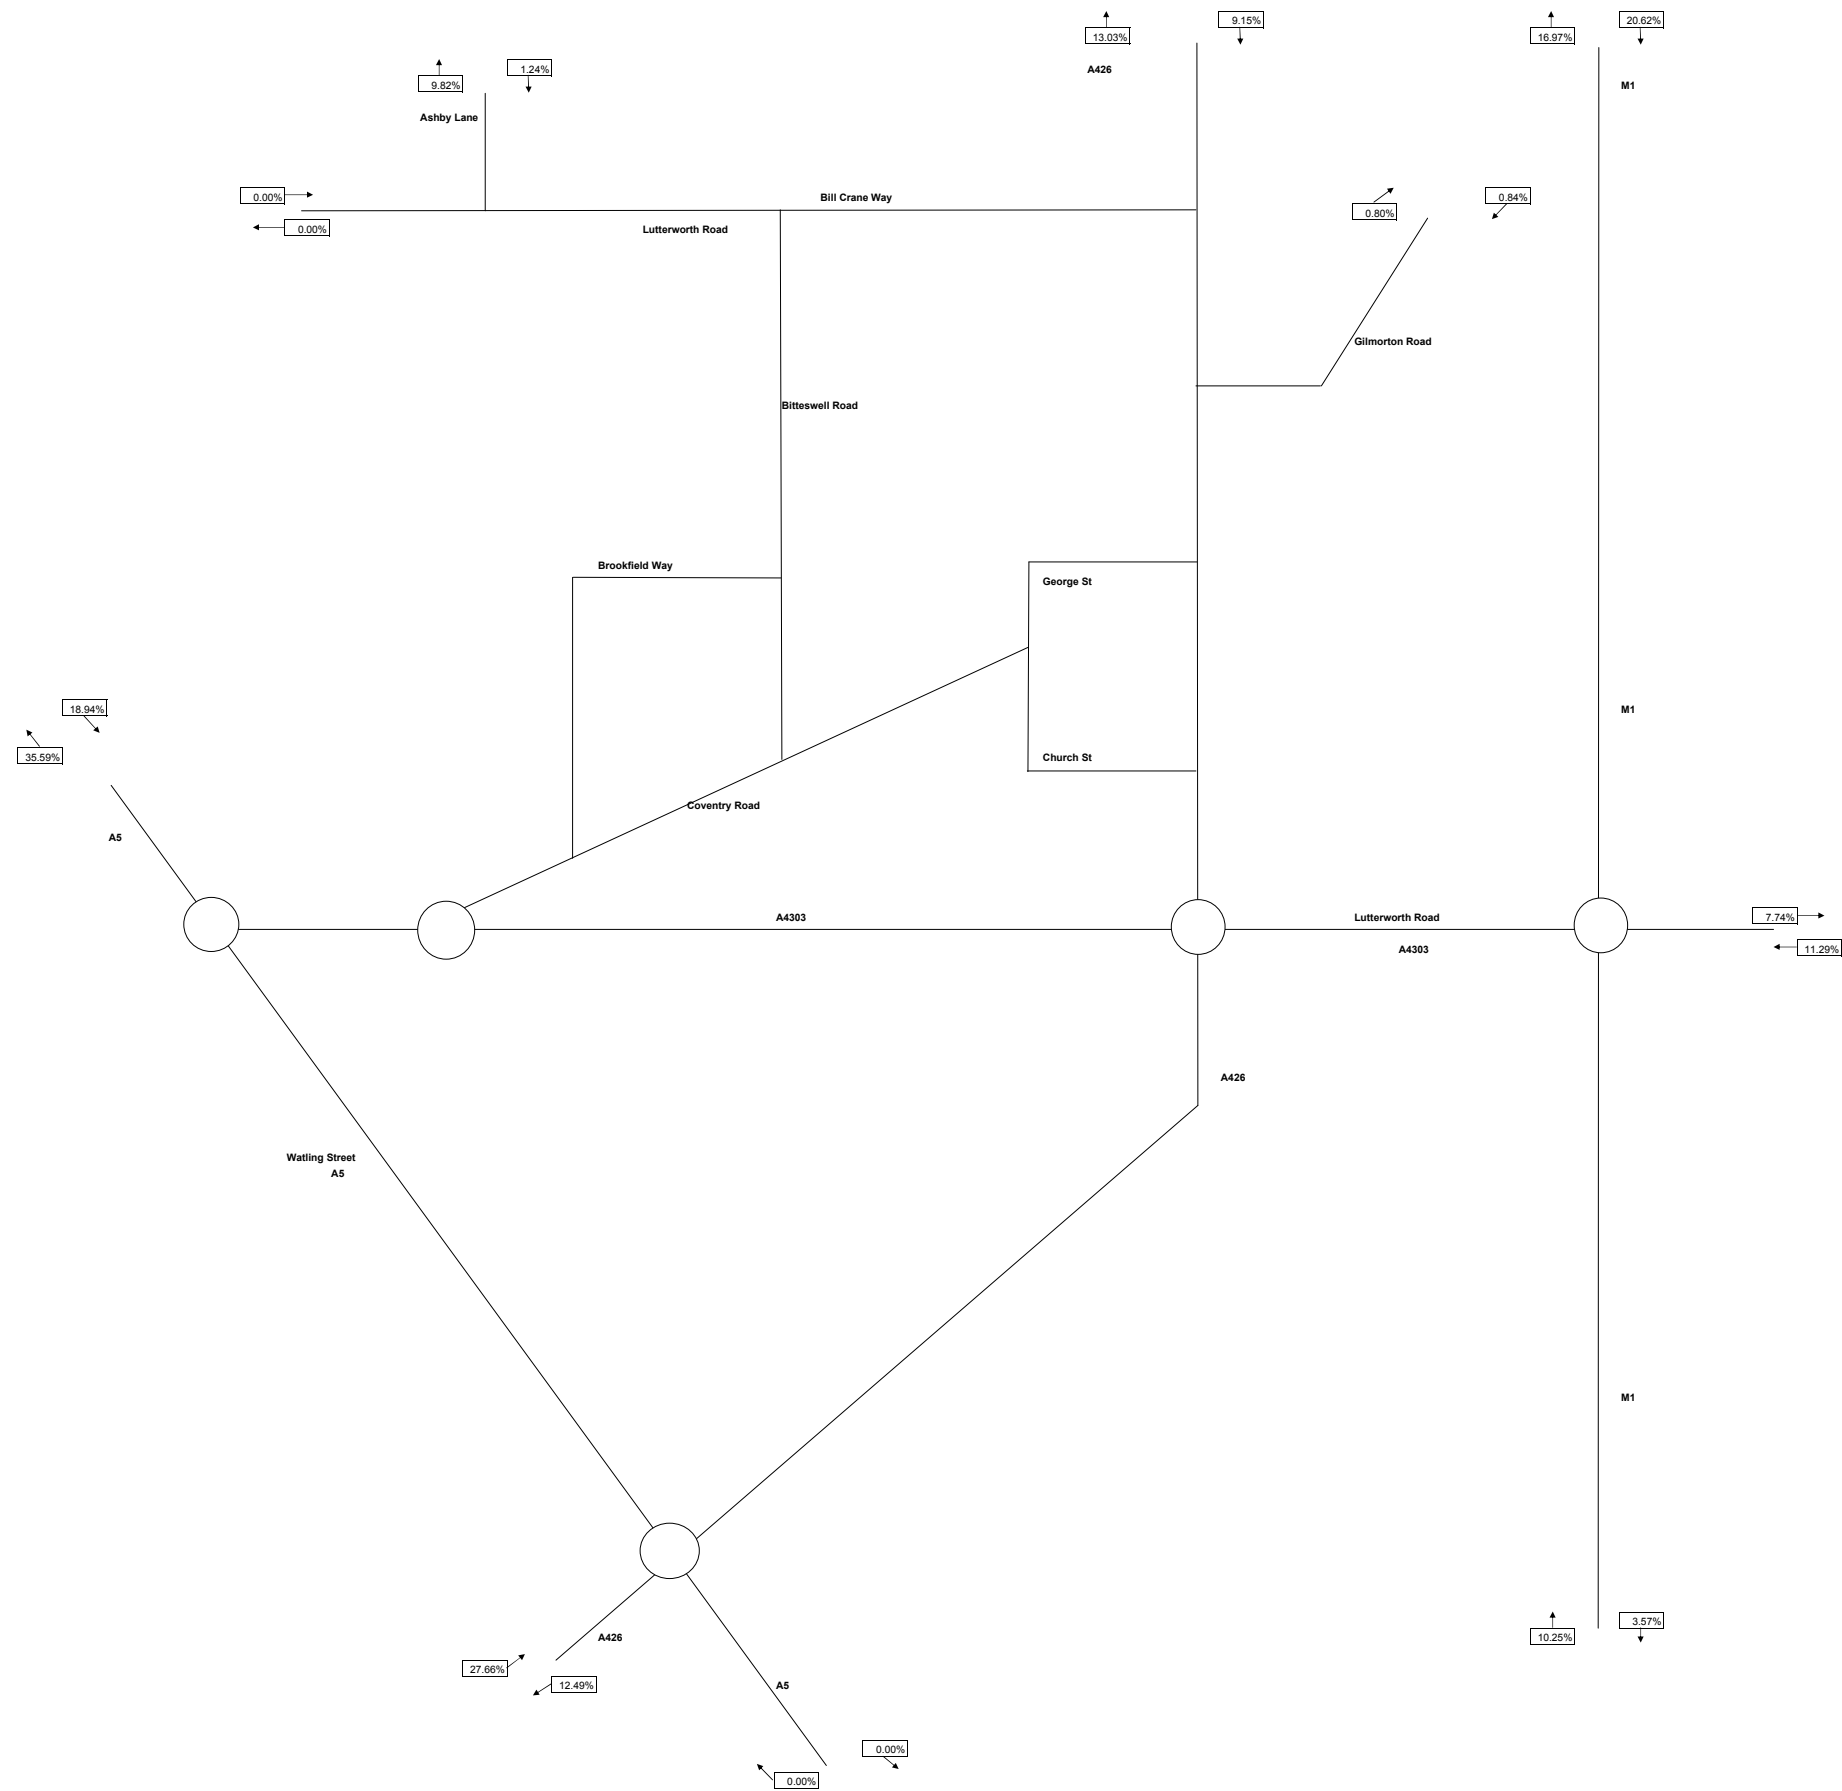 9.15%
20.62%
13.03%
16.97%
1.24%
A426
9.82%
M1
Ashby Lane
0.00%
Bill Crane Way
0.84%
0.80%
0.00%
Lutterworth Road
Gilmorton Road
Bitteswell Road
Brookfield Way
George St
18.94%
M1
35.59%
Church St
Coventry Road
A5
A4303
Lutterworth Road
7.74%
A4303
11.29%
A426
Watling Street
A5
M1
3.57%
A426
10.25%
27.66%
12.49%
A5
0.00%
0.00%